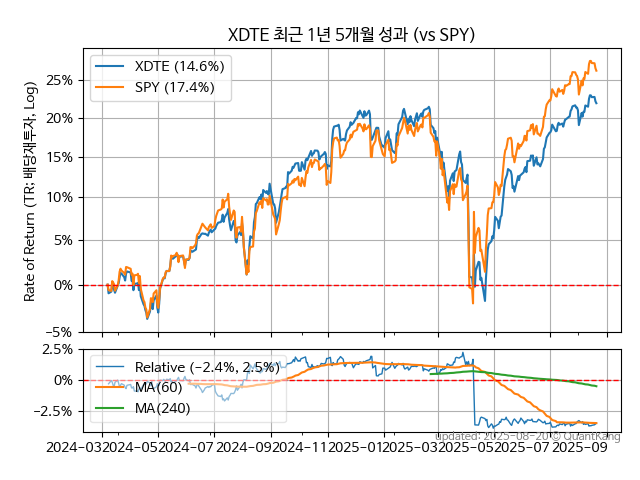 XDTE 최근 1년 5개월 성과 (vs SPY)
XDTE (14.6%)
SPY (17.4%)
Rate of Return (TR: 배당재투자, Log)
25%
20%
15%
10%
5%
0%
−5%
Relative (−2.4%, 2.5%)
MA(60)
MA(240)
2.5%
0%
−2.5%
2024−03 2024−05 2024−07 2024−09 2024−11 2025−01 2025−03 2025−05 2025−07 2025−09
Updated: 2025−08−20 © QuantKang